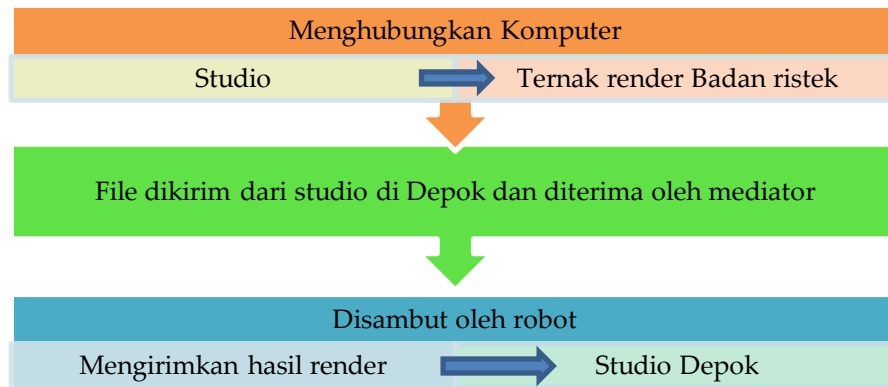 Menghubungkan Komputer
Studio
Ternak render Badan ristek
File dikirim dari studio di Depok dan diterima oleh mediator
Disambut oleh robot
Mengirimkan hasil render
Studio Depok